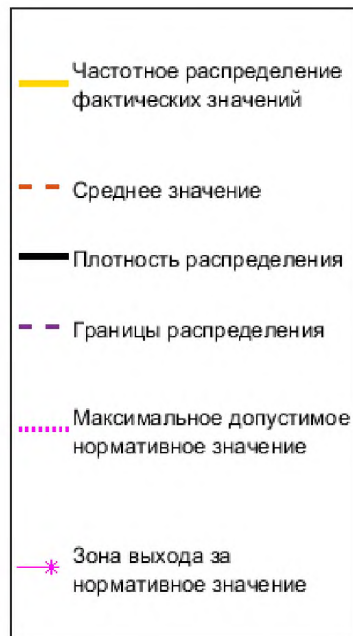 Частотное распределение
фактических значений
Среднее значение
Плотность распределения
Границы распределения
Максимальное допустимое
нормативное значение
Зона выхода за
нормативное значение